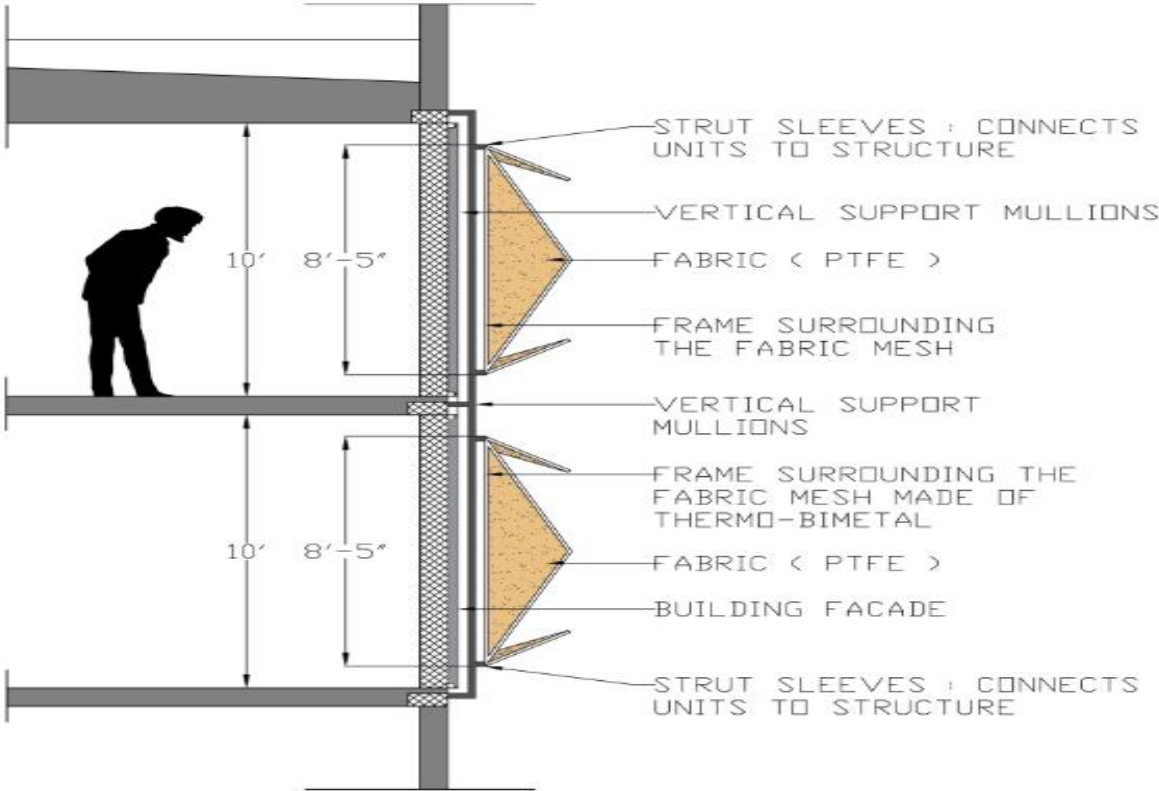 STRUT SLEEVES : CONNECTS
UNITS TO STRUCTURE
VERTICAL SUPPORT MULLIONS
10'
8'-5"
FABRIC ( PTFE )
FRAME SURROUNDING
THE FABRIC MESH
VERTICAL SUPPORT
MULLIONS
FRAME SURROUNDING THE
FABRIC MESH MADE OF
THERMO-BIMETAL
10'
8'-5"
FABRIC ( PTFE )
BUILDING FACADE
STRUT SLEEVES : CONNECTS
UNITS TO STRUCTURE